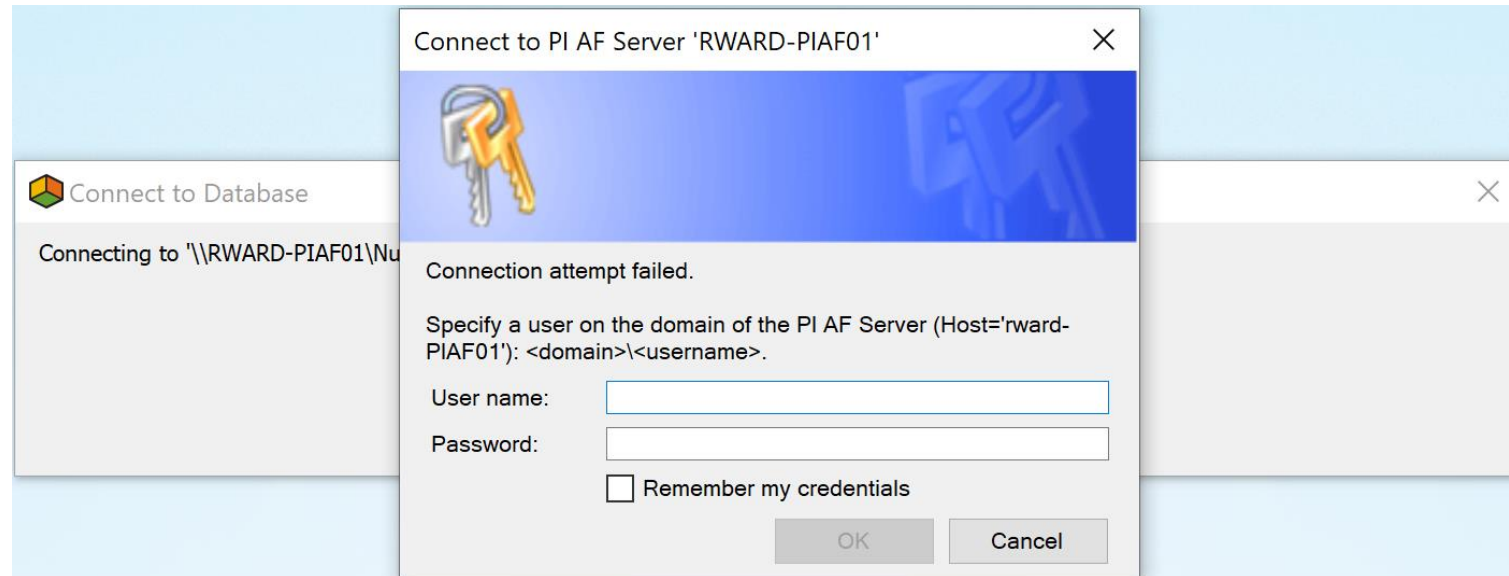 Connect to PI AF Server 'RWARD-PIAF01'
Connect to Database
Connecting to '\\RWARD-PIAF01\Nu
Connection attempt failed.
Specify a user on the domain of the PI AF Server (Host='rward-
PIAF01'): <domain>\<username>.
User name:
Password:
Remember my credentials
OK
Cancel